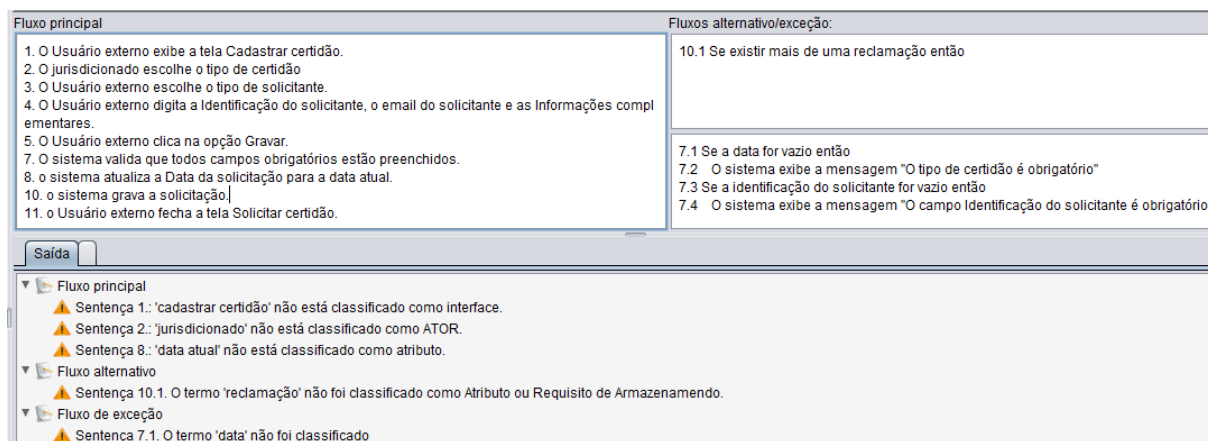 Fluxo principal
1. O Usuário externo exibe a tela Cadastrar certidão.
2. O jurisdicionado escolhe o tipo de certidão
3. O Usuário externo escolhe o tipo de solicitante.
4. O Usuário externo digita a Identificação do solicitante, o email do solicitante e as Informações compl
ementares.
5. O Usuário externo clica na opção Gravar.
7. O sistema valida que todos campos obrigatórios estão preenchidos.
8. o sistema atualiza a Data da solicitação para a data atual.
10. o sistema grava a solicitação.
11. o Usuário externo fecha a tela Solicitar certidão.
Fluxos alternativo/exceção:
10.1 Se existir mais de uma reclamação então
7.1 Se a data for vazio então
7.2 O sistema exibe a mensagem "O tipo de certidão é obrigatório"
7.3 Se a identificação do solicitante for vazio então
7.4 O sistema exibe a mensagem "O campo Identificação do solicitante é obrigatório
Saída
Fluxo principal
Sentença 1.: 'cadastrar certidão' não está classificado como interface.
Sentença 2.: 'jurisdicionado' não está classificado como ATOR.
Sentença 8.: 'data atual' não está classificado como atributo.
Fluxo alternativo
Sentença 10.1. O termo 'reclamação' não foi classificado como Atributo ou Requisito de Armazenamendo.
Fluxo de exceção
Sentença 7.1. O termo 'data' não foi classificado